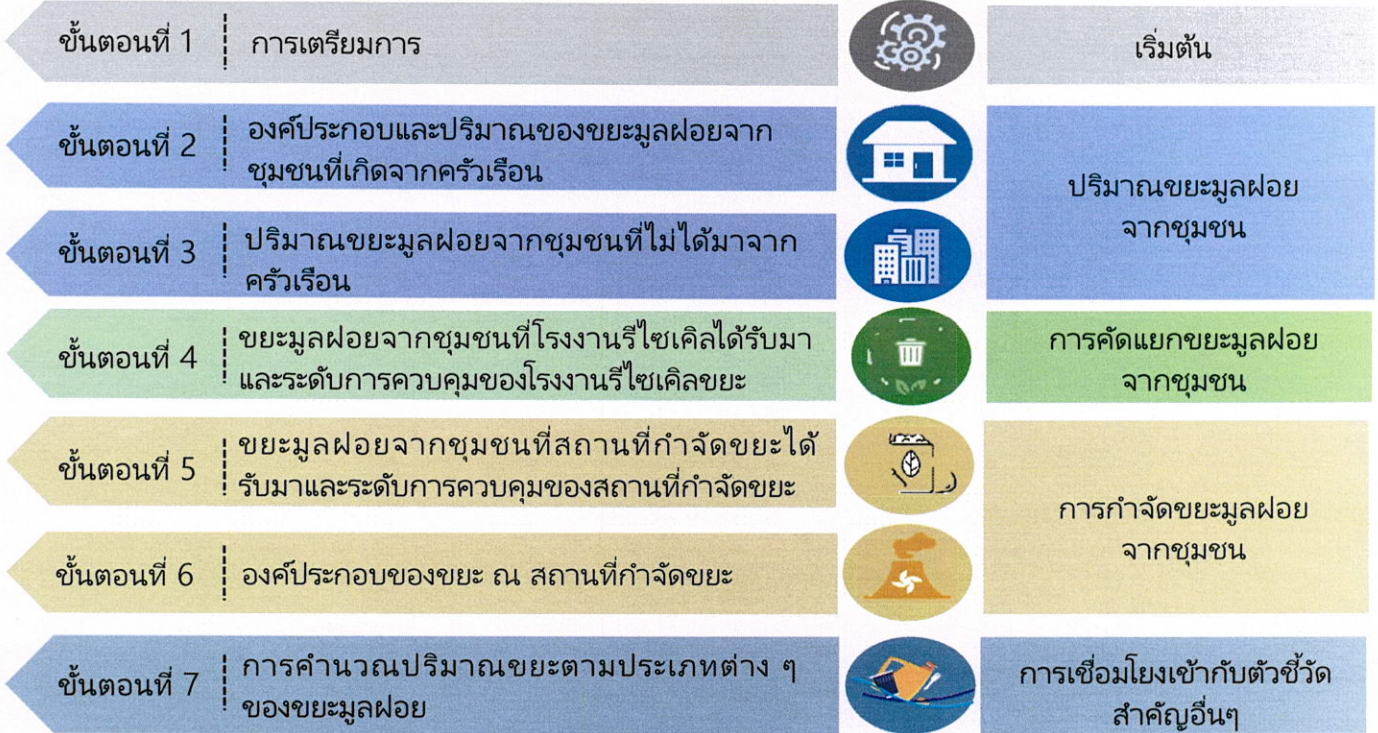 ขั้นตอนที่ 1
การเตรียมการ
เริ่มต้น
ขั้นตอนที่ 2
องค์ประกอบและปริมาณของขยะมูลฝอยจาก
ชุมชนที่เกิดจากครัวเรือน
ปริมาณขยะมูลฝอย
จากชุมชน
ขั้นตอนที่ 3
ปริมาณขยะมูลฝอยจากชุมชนที่ไม่ได้มาจาก
ครัวเรือน
ขั้นตอนที่ 4
ขยะมูลฝอยจากชุมชนที่โรงงานรีไซเคิลได้รับมา
และระดับการควบคุมของโรงงานรีไซเคิลขยะ
การคัดแยกขยะมูลฝอย
จากชุมชน
ขั้นตอนที่ 5
ขยะมูลฝอยจากชุมชนที่สถานที่กำจัดขยะได้
รับมาและระดับการควบคุมของสถานที่กำจัดขยะ
การกำจัดขยะมูลฝอย
จากชุมชน
ขั้นตอนที่ 6
องค์ประกอบของขยะ ณ สถานที่กำจัดขยะ
ขั้นตอนที่ 7
การคำนวณปริมาณขยะตามประเภทต่าง ๆ
ของขยะมูลฝอย
การเชื่อมโยงเข้ากับตัวชี้วัด
สำคัญอื่นๆ